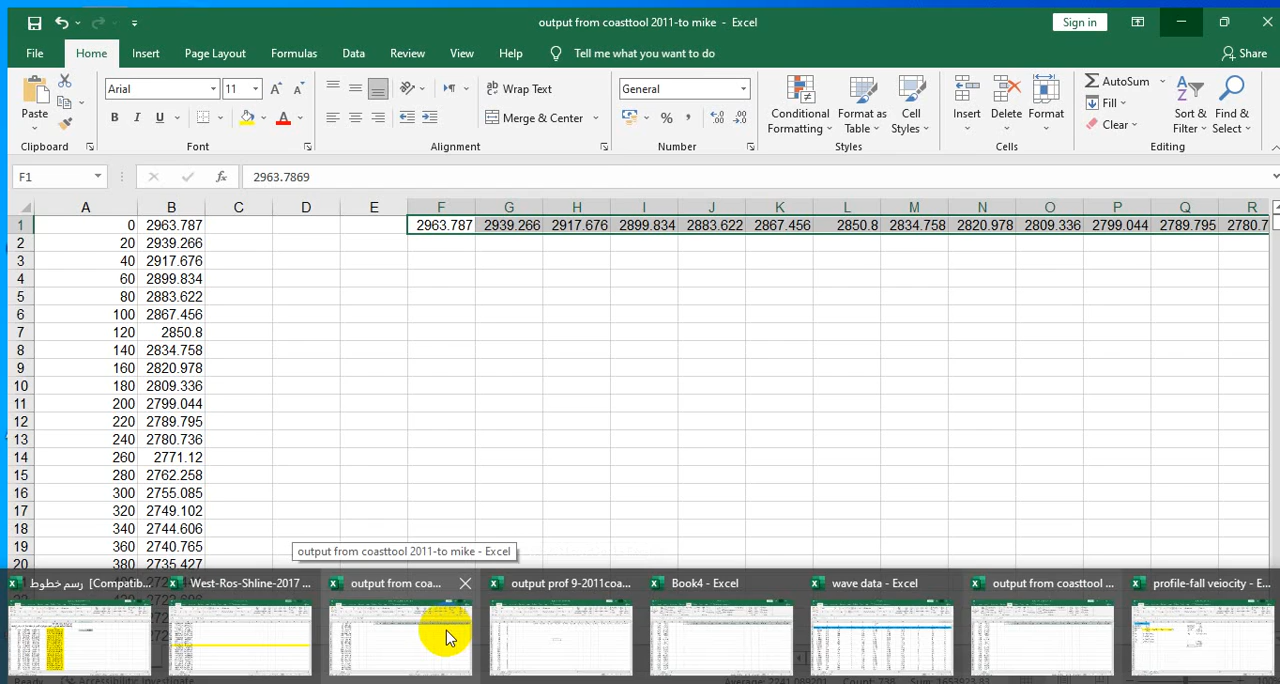 output from coasttool 2011-to mike - Excel
Sign in
File Home Insert Page Layout Formulas Data Review View Help Tell me what you want to do Share
Paste
Clipboard
Arial 11
B I U
Font
Wrap Text
Merge & Center
Alignment
General
% ,
Number
Conditional Formatting
Format as Table
Cell Styles
Styles
Insert Delete Format
Cells
AutoSum
Fill
Clear
Sort & Filter
Find & Select
Editing
F1 fx 2963.7869
A B C D E F G H I J K L M N O P Q R
1 0 2963.787 2963.787 2939.266 2917.676 2899.834 2883.622 2867.456 2850.8 2834.758 2820.978 2809.336 2799.044 2789.795 2780.7
2 20 2939.266
3 40 2917.676
4 60 2899.834
5 80 2883.622
6 100 2867.456
7 120 2850.8
8 140 2834.758
9 160 2820.978
10 180 2809.336
11 200 2799.044
12 220 2789.795
13 240 2780.736
14 260 2771.12
15 280 2762.258
16 300 2755.085
17 320 2749.102
18 340 2744.606
19 360 2740.765
20 380 2735.427
output from coasttool 2011-to mike - Excel
رسم خطوط [Compatib...
West-Ros-Shline-2017 ...
output from coa...
output prof 9-2011coa...
Book4 - Excel
wave data - Excel
output from coasttool ...
profile-fall veiocity - E...